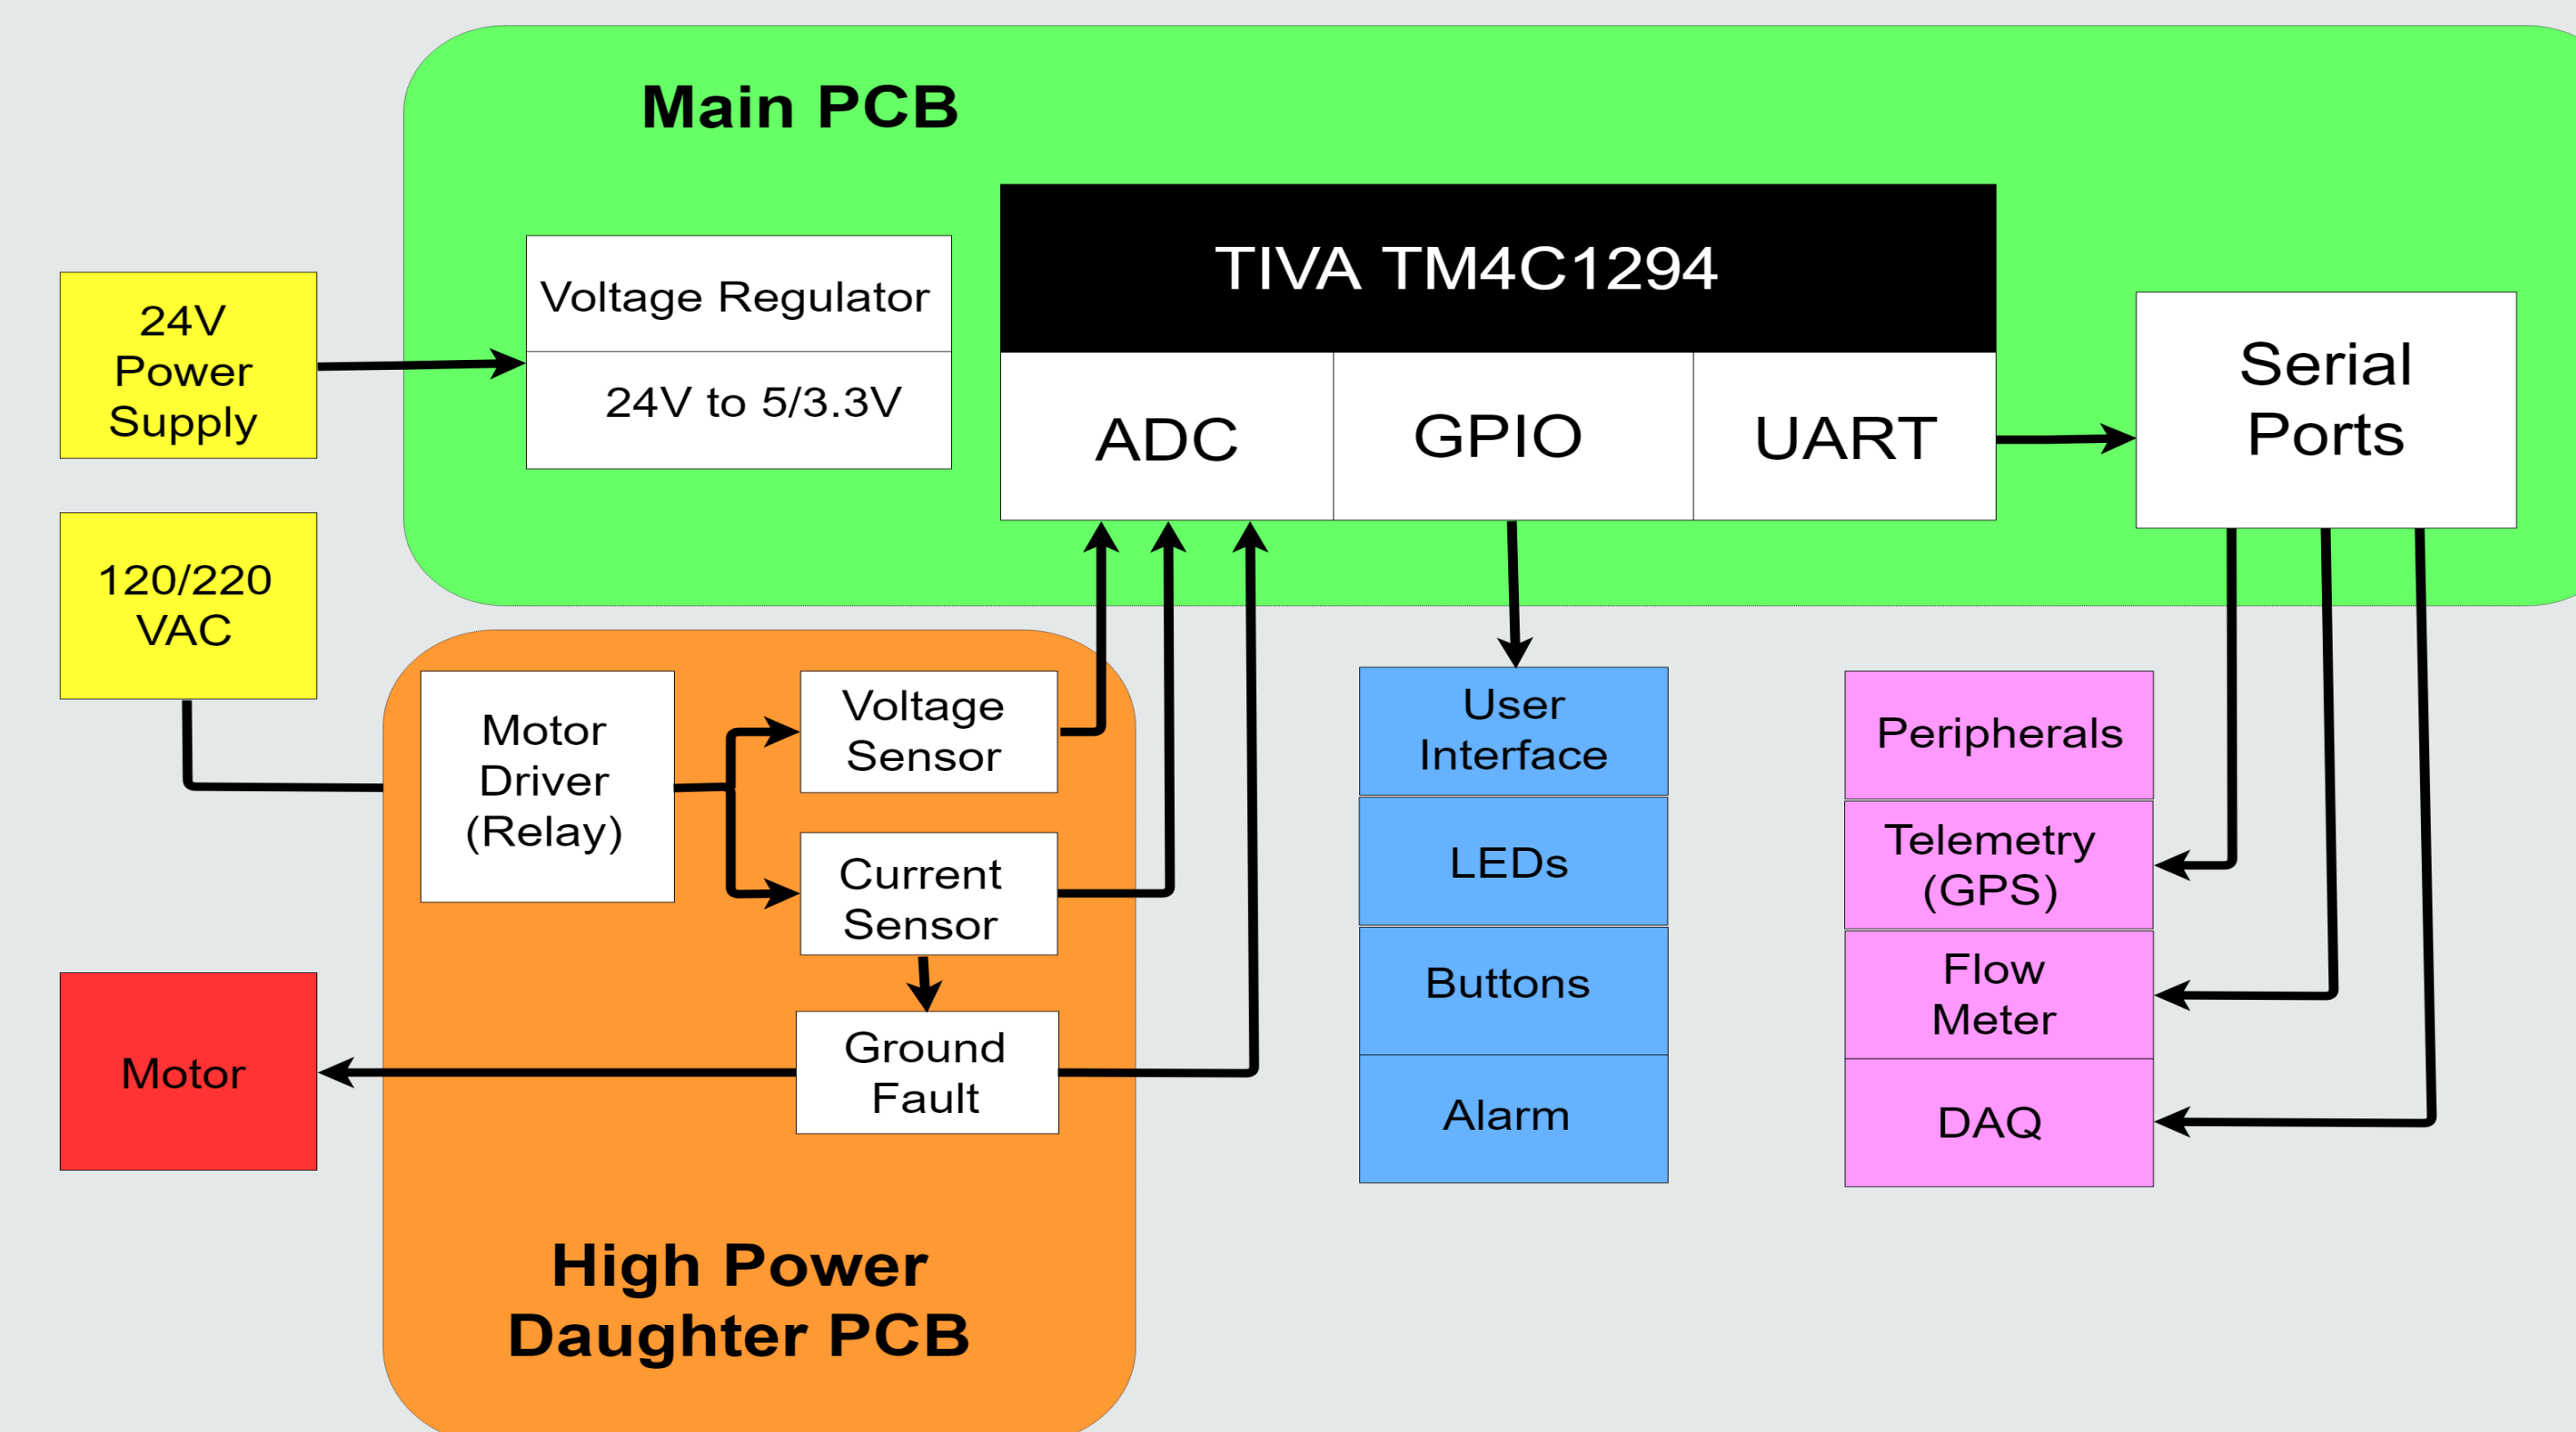 Main PCB
TIVA TM4C1294
Voltage Regulator
24V to 5/3.3V
ADC
GPIO
UART
Serial
Ports
24V
Power
Supply
120/220
VAC
Motor
Driver
(Relay)
Voltage
Sensor
Current
Sensor
Ground
Fault
Motor
High Power
Daughter PCB
User
Interface
LEDs
Buttons
Alarm
Peripherals
Telemetry
(GPS)
Flow
Meter
DAQ